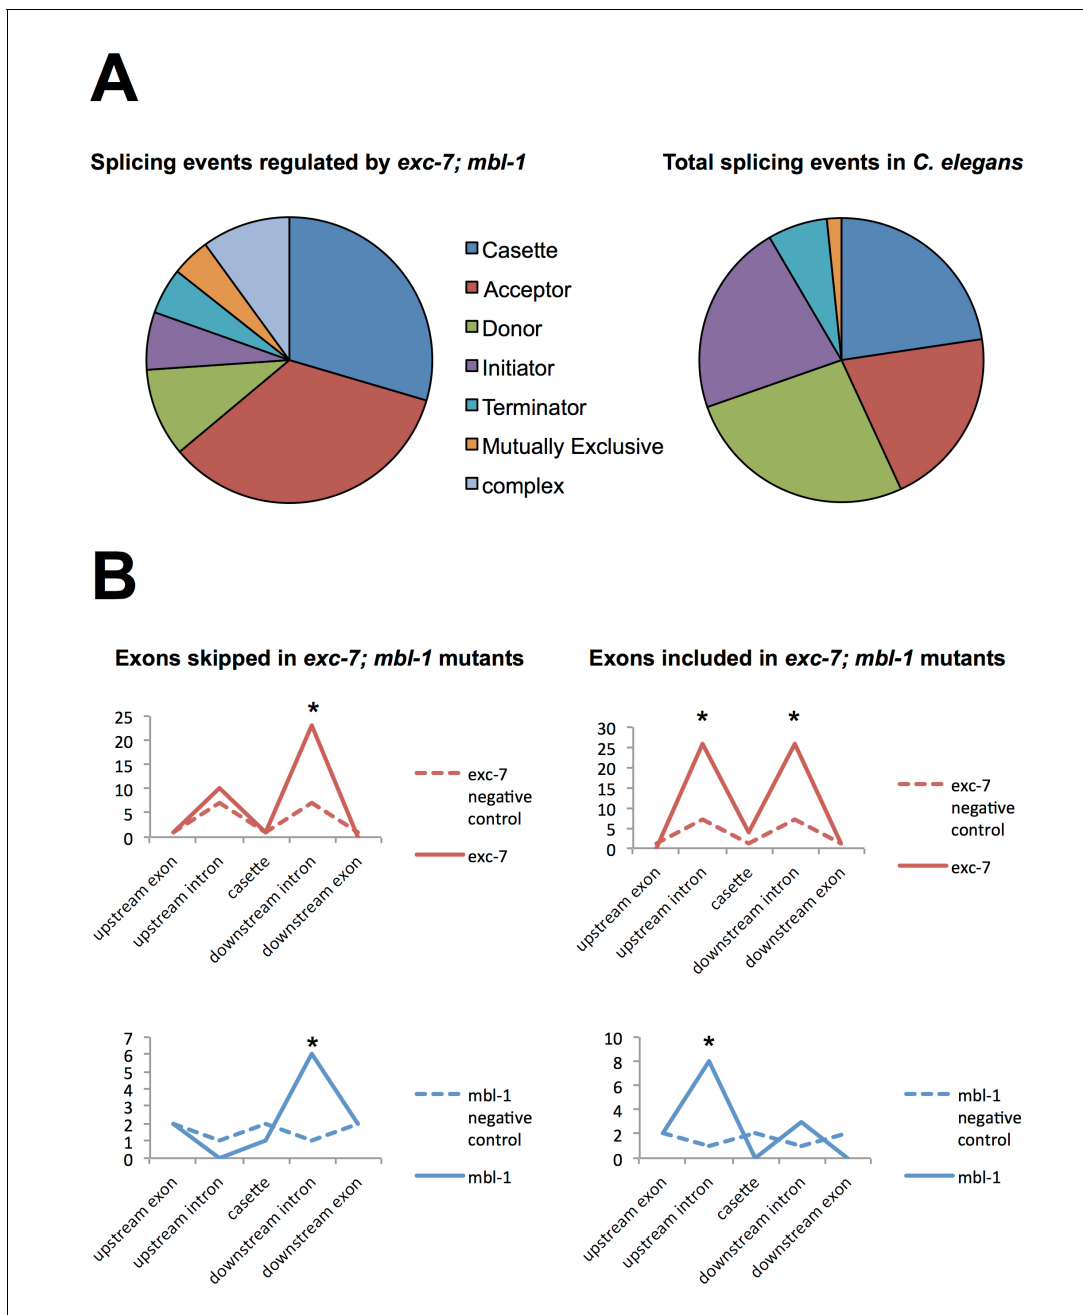 A
Splicing events regulated by exc-7; mbl-1
Total splicing events in C. elegans
Casette
Acceptor
Donor
Initiator
Terminator
Mutually Exclusive
complex
B
Exons skipped in exc-7; mbl-1 mutants
*
25
20
15
10
5
0
upstream exon
upstream intron
casette
downstream intron
downstream exon
exc-7
negative
control
exc-7
Exons included in exc-7; mbl-1 mutants
*
*
30
25
20
15
10
5
0
upstream exon
upstream intron
casette
downstream intron
downstream exon
exc-7
negative
control
exc-7
*
7
6
5
4
3
2
1
0
upstream exon
upstream intron
casette
downstream intron
downstream exon
mbl-1
negative
control
mbl-1
*
10
8
6
4
2
0
upstream exon
upstream intron
casette
downstream intron
downstream exon
mbl-1
negative
control
mbl-1